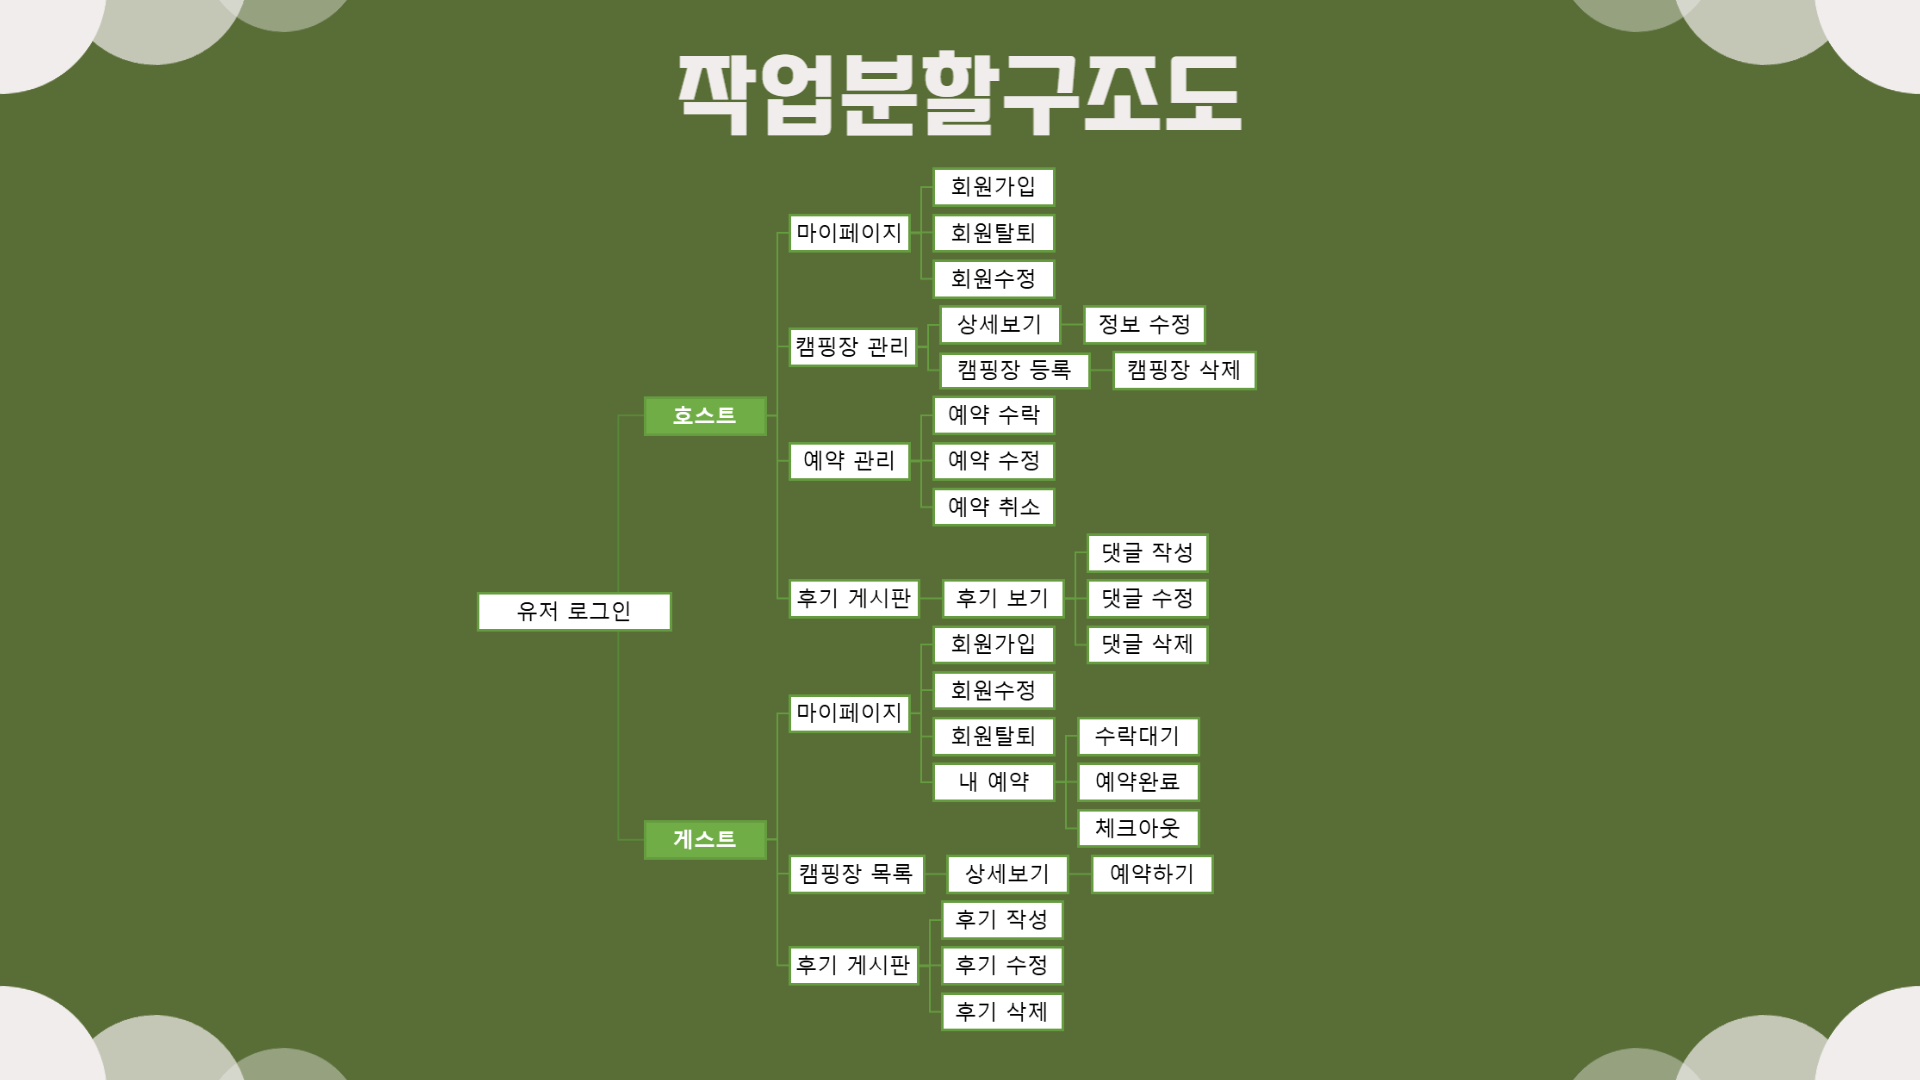 작업분할구조도
유저 로그인
호스트
마이페이지
회원가입
회원탈퇴
회원수정
캠핑장 관리
상세보기
정보 수정
캠핑장 등록
캠핑장 삭제
예약 관리
예약 수락
예약 수정
예약 취소
후기 게시판
후기 보기
댓글 작성
댓글 수정
댓글 삭제
게스트
마이페이지
회원가입
회원수정
회원탈퇴
내 예약
수락대기
예약완료
체크아웃
캠핑장 목록
상세보기
예약하기
후기 게시판
후기 작성
후기 수정
후기 삭제